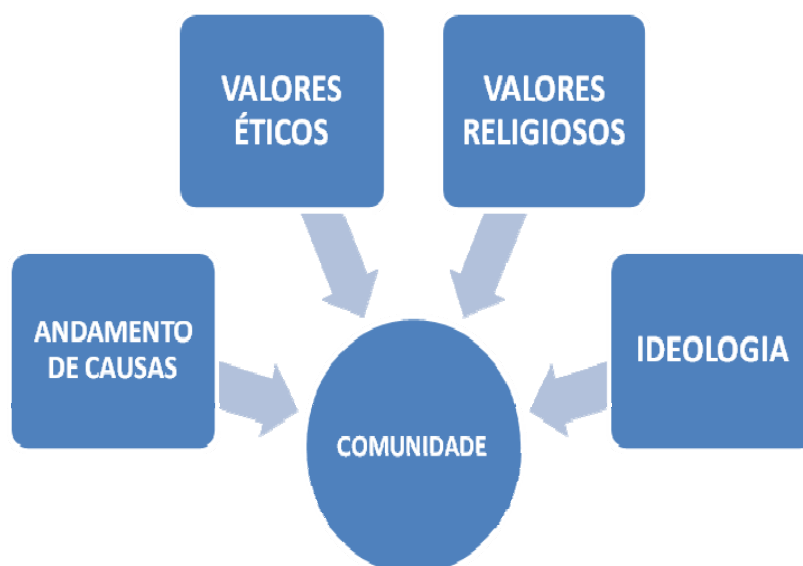 VALORES
ÉTICOS
VALORES
RELIGIOSOS
ANDAMENTO
DE CAUSAS
IDEOLOGIA
COMUNIDADE